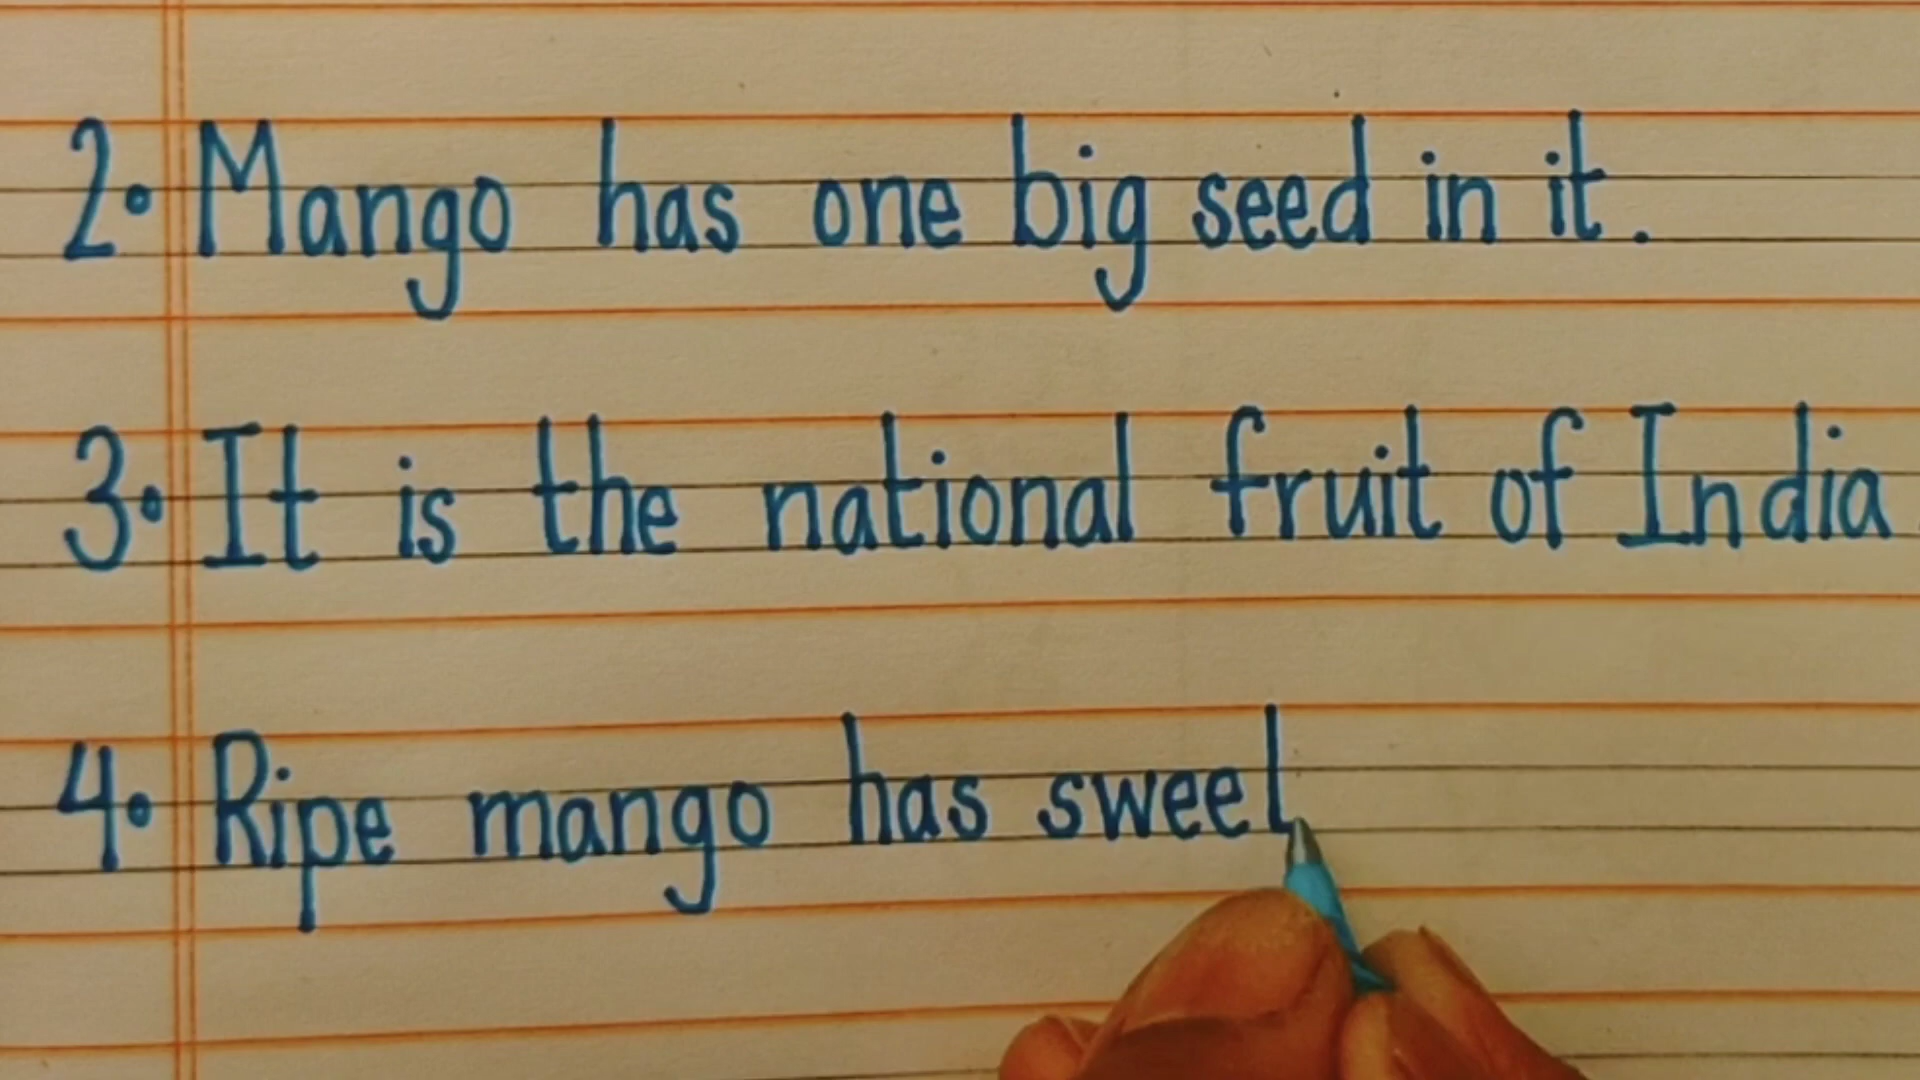 2. Mango has one big seed in it.
3. It is the national fruit of India
4. Ripe mango has sweel